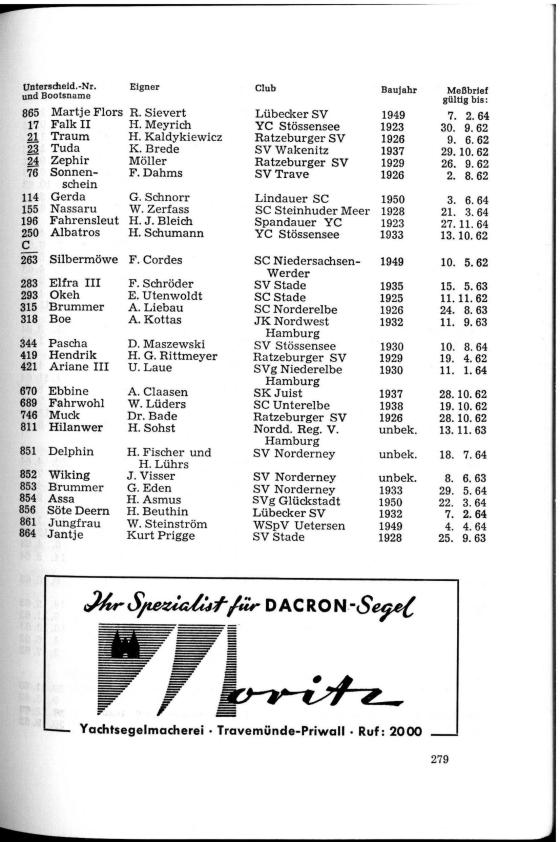 Unterscheid.-Nr. Eigner Club Baujahr Meßbrief
und Bootsname gültig bis:
865 Martje Flors R. Sievert Lübecker SV 1949 7. 2. 64
17 Falk II H. Meyrich YC Stössensee 1923 30. 9. 62
21 Traum H. Kaldykiewicz Ratzeburger SV 1926 9. 6. 62
23 Tuda K. Brede SV Wakenitz 1937 29. 10. 62
24 Zephir Möller Ratzeburger SV 1929 26. 9. 62
76 Sonnen- F. Dahms SV Trave 1926 2. 8. 62
schein
114 Gerda G. Schnorr Lindauer SC 1950 3. 6. 64
155 Nassaru W. Zerfass SC Steinhuder Meer 1928 21. 3. 64
196 Fahrensleut H. J. Bleich Spandauer YC 1923 27. 11. 64
250 Albatros H. Schumann YC Stössensee 1933 13. 10. 62
C
263 Silbermöwe F. Cordes SC Niedersachsen- 1949 10. 5. 62
Werder
283 Elfra III F. Schröder SV Stade 1935 15. 5. 63
293 Okeh E. Utenwoldt SC Stade 1925 11. 11. 62
315 Brummer A. Liebau SC Norderelbe 1926 24. 8. 63
318 Boe A. Kottas JK Nordwest 1932 11. 9. 63
Hamburg
344 Pascha D. Maszewski SV Stössensee 1930 10. 8. 64
419 Hendrik H. G. Rittmeyer Ratzeburger SV 1929 19. 4. 62
421 Ariane III U. Laue SVg Niederelbe 1930 11. 1. 64
Hamburg
670 Ebbine A. Claasen SK Juist 1937 28. 10. 62
689 Fahrwohl W. Lüders SC Unterelbe 1938 19. 10. 62
746 Muck Dr. Bade Ratzeburger SV 1926 28. 10. 62
811 Hilanwer H. Sohst Nordd. Reg. V. unbek. 13. 11. 63
Hamburg
851 Delphin H. Fischer und SV Norderney unbek. 18. 7. 64
H. Lührs
852 Wiking J. Visser SV Norderney unbek. 8. 6. 63
853 Brummer G. Eden SV Norderney 1933 29. 5. 64
854 Assa H. Asmus SVg Glückstadt 1950 22. 3. 64
856 Söte Deern H. Beuthin Lübecker SV 1932 7. 2. 64
861 Jungfrau W. Steinström WSpV Uetersen 1949 4. 4. 64
864 Jantje Kurt Prigge SV Stade 1928 25. 9. 63
Ihr Spezialist für DACRON-Segel
Moritz
Yachtsegelmacherei · Travemünde-Priwall · Ruf: 2000
279